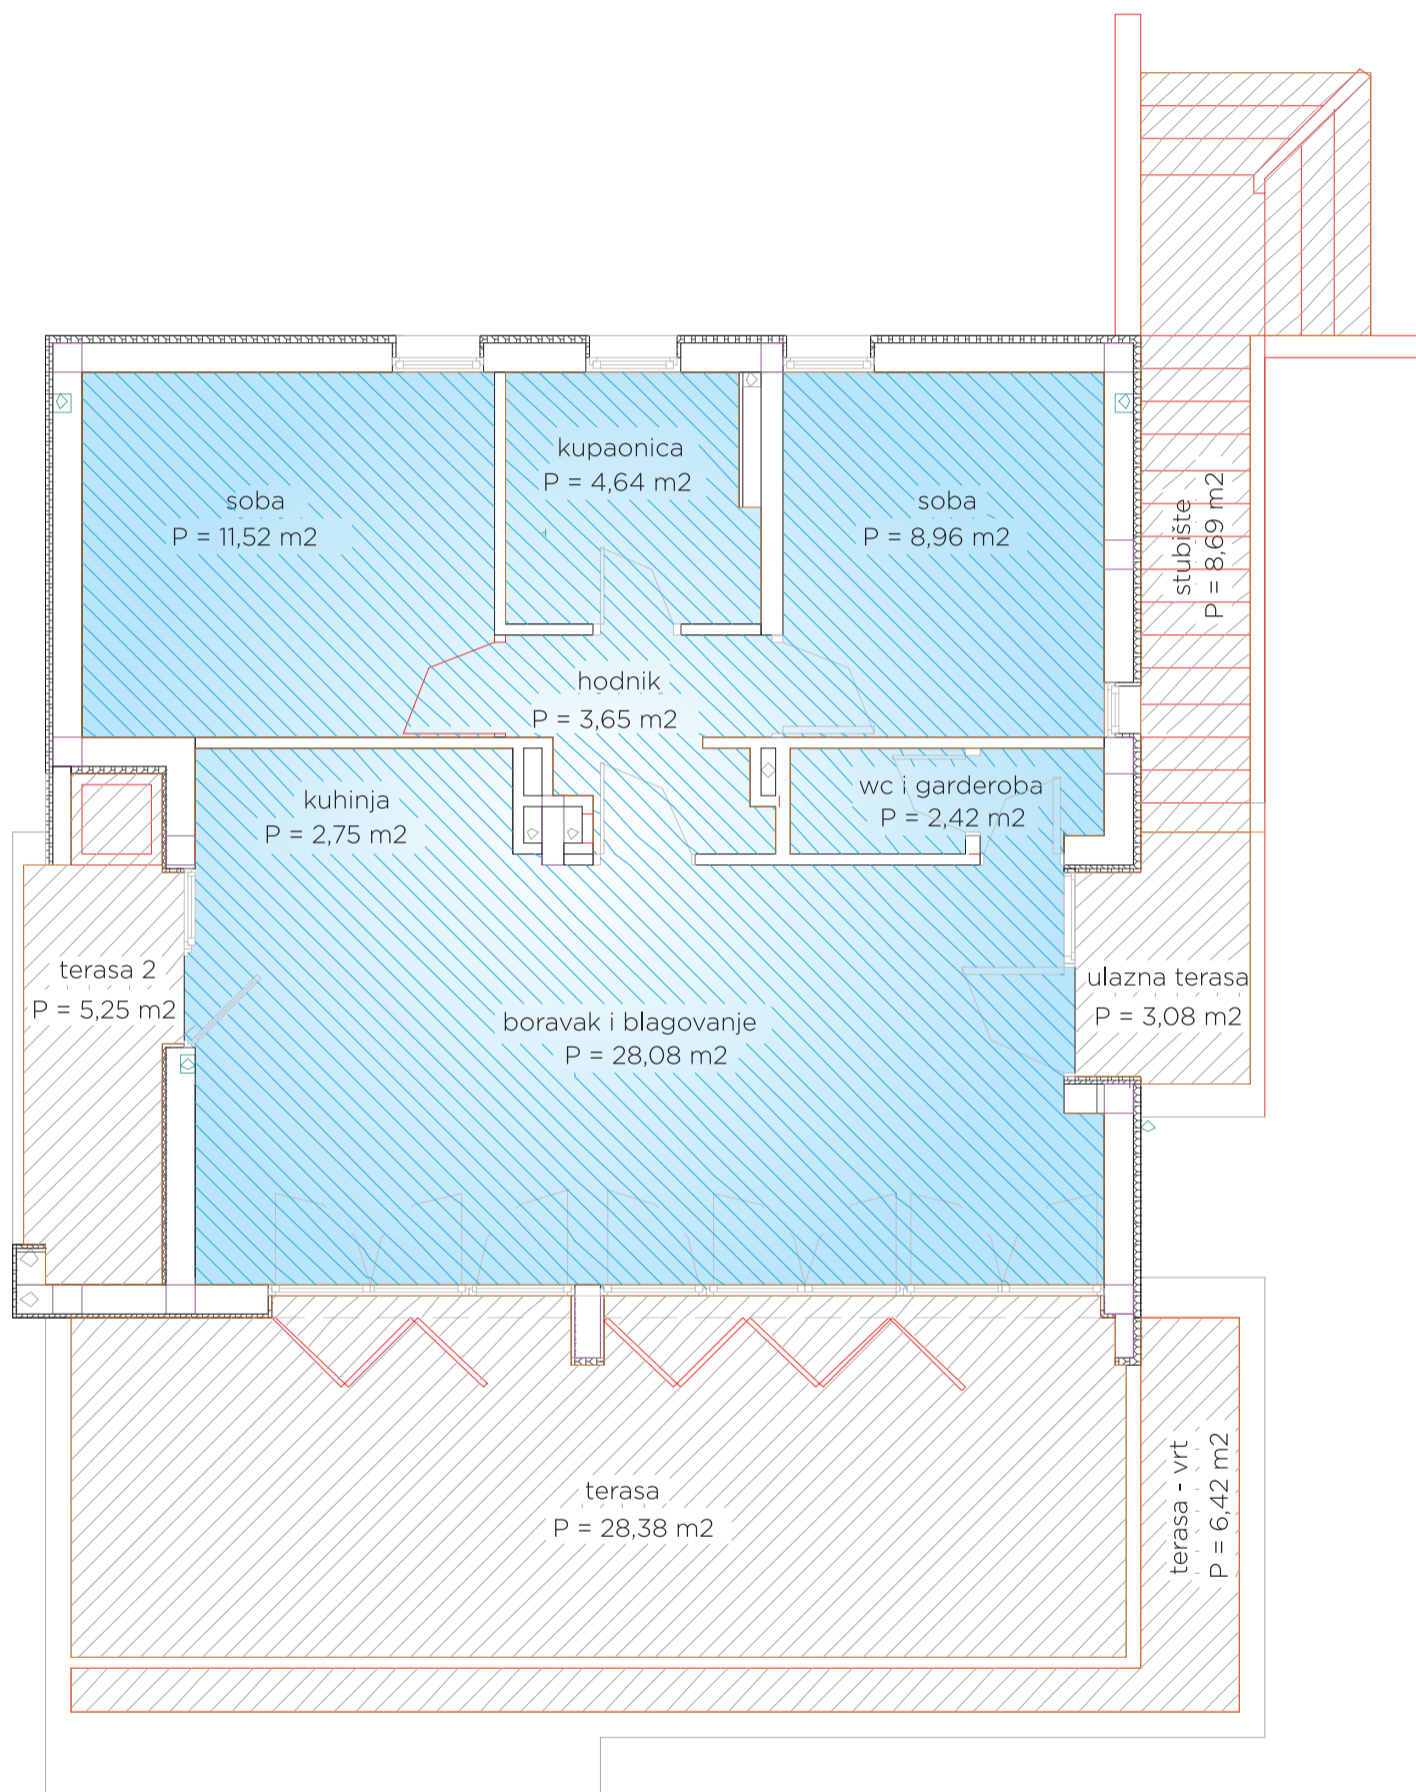 kupaonica
P = 4,64 m2
soba
P = 11,52 m2
soba
P = 8,96 m2
stubište
P = 8,69 m2
hodnik
P = 3,65 m2
kuhinja
P = 2,75 m2
wc i garderoba
P = 2,42 m2
terasa 2
P = 5,25 m2
boravak i blagovanje
P = 28,08 m2
ulazna terasa
P = 3,08 m2
terasa
P = 28,38 m2
terasa - vrt
P = 6,42 m2